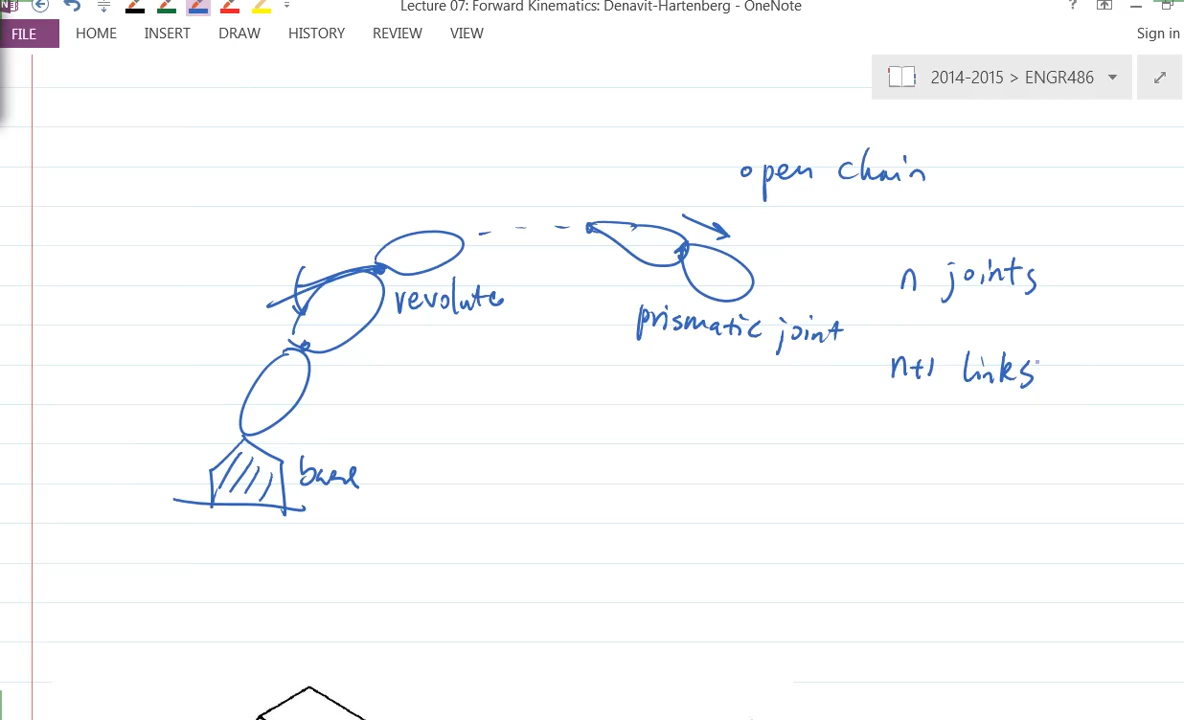 Lecture 07: Forward Kinematics: Denavit-Hartenberg - OneNote
?
FILE HOME INSERT DRAW HISTORY REVIEW VIEW
Sign in
2014-2015 > ENGR486
open chain
n joints
revolute
prismatic joint
n+1 links
base